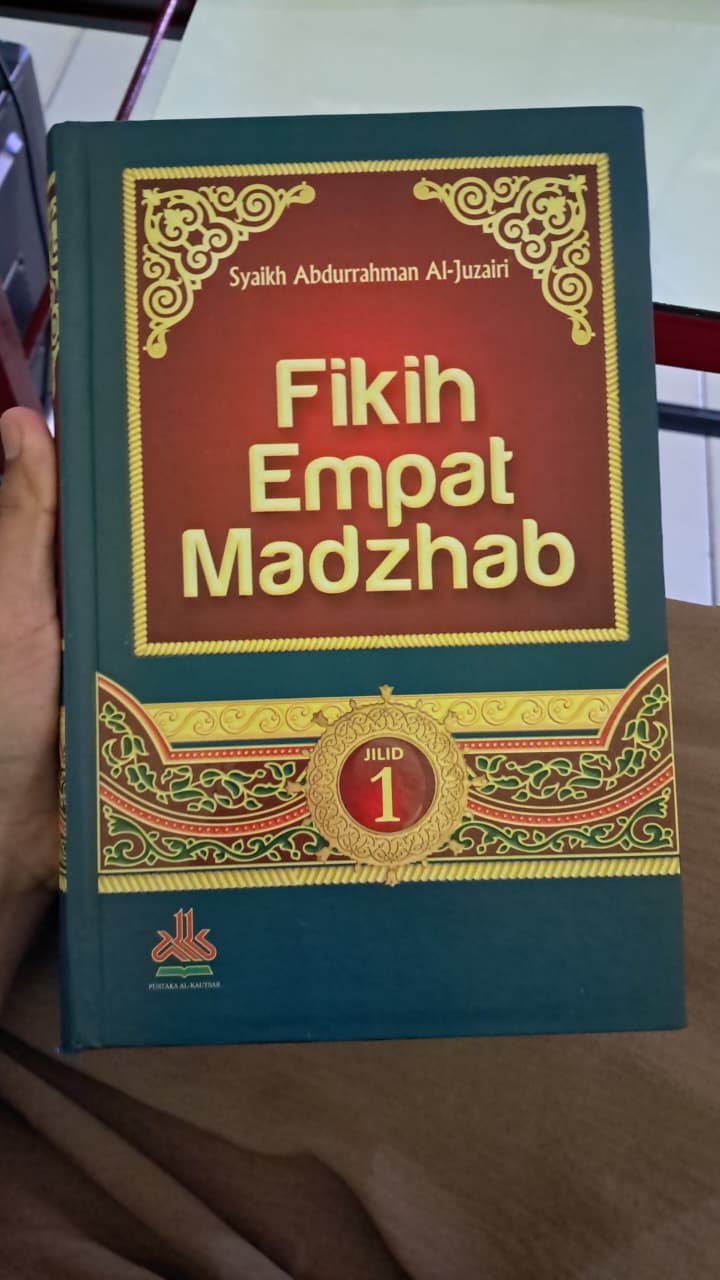 Syaikh Abdurrahman Al-Juzairi
Fikih
Empat
Madzhab
JILID
1
PUSTAKA AL-KAUTSAR